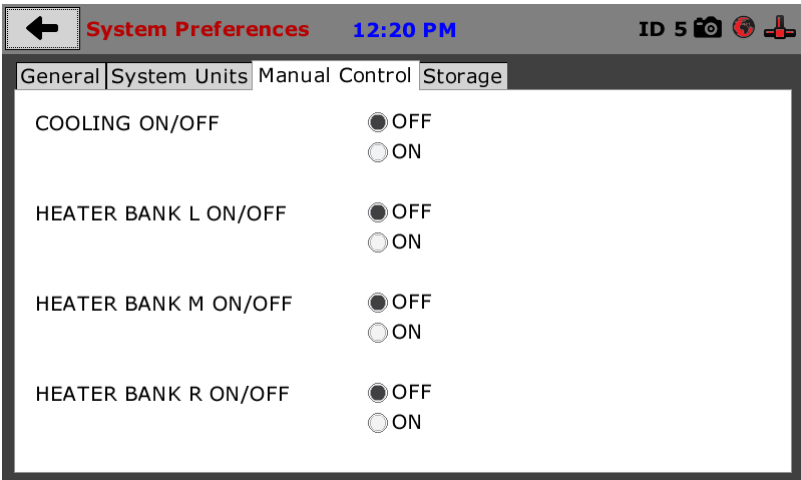 System Preferences 12:20 PM ID 5
General System Units Manual Control Storage
COOLING ON/OFF OFF
ON
HEATER BANK L ON/OFF OFF
ON
HEATER BANK M ON/OFF OFF
ON
HEATER BANK R ON/OFF OFF
ON